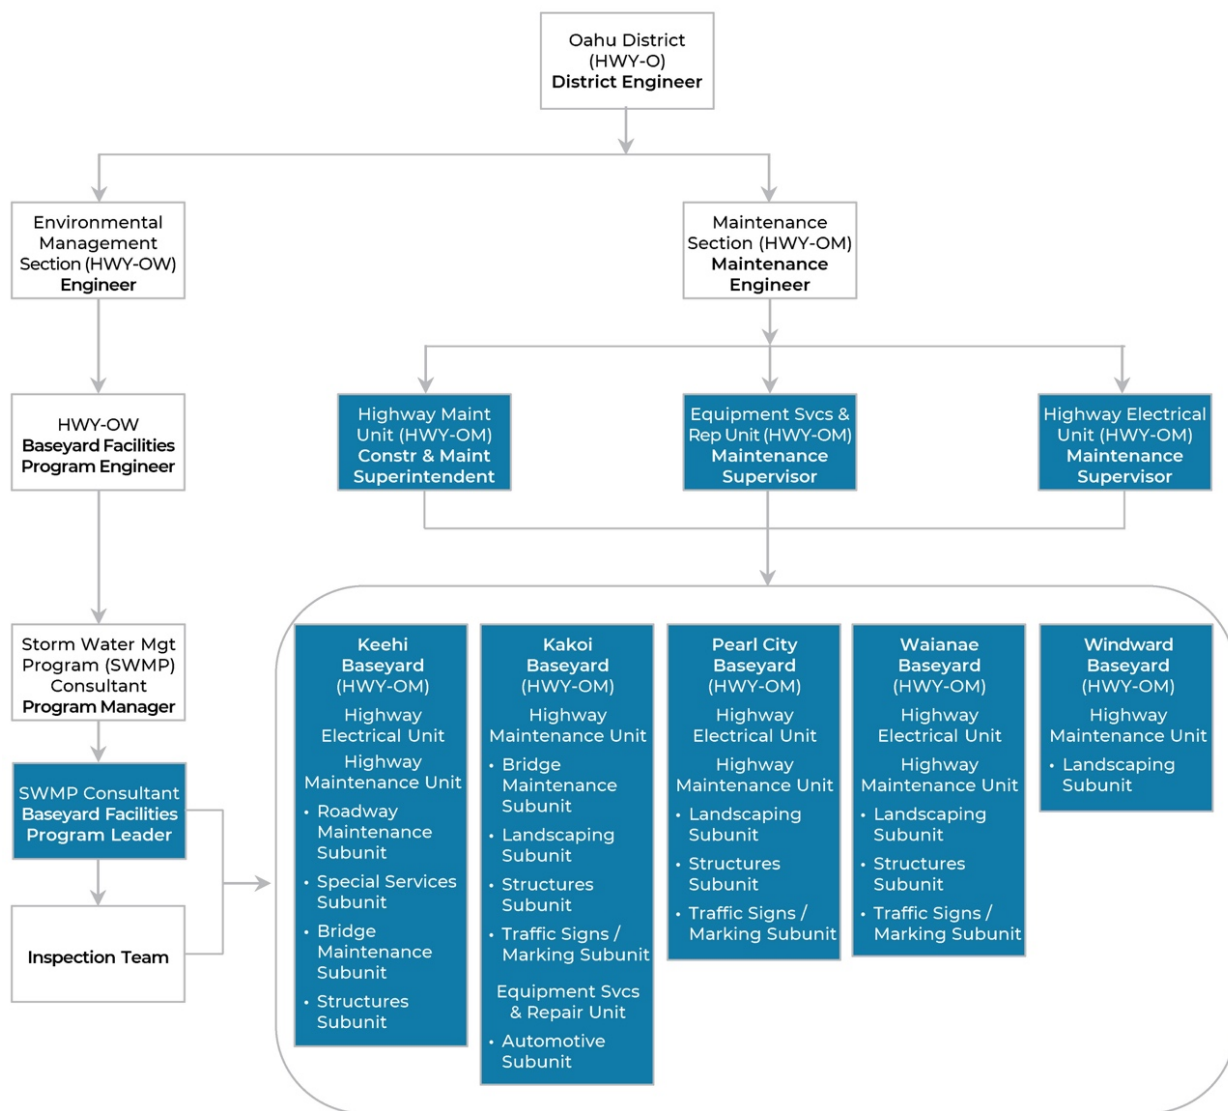 Oahu District
(HWY-O)
District Engineer
Environmental
Management
Section (HWY-OW)
Engineer
Maintenance
Section (HWY-OM)
Maintenance
Engineer
HWY-OW
Baseyard Facilities
Program Engineer
Highway Maint
Unit (HWY-OM)
Constr & Maint
Superintendent
Equipment Svcs &
Rep Unit (HWY-OM)
Maintenance
Supervisor
Highway Electrical
Unit (HWY-OM)
Maintenance
Supervisor
Storm Water Mgt
Program (SWMP)
Consultant
Program Manager
SWMP Consultant
Baseyard Facilities
Program Leader
Inspection Team
Keehi
Baseyard
(HWY-OM)
Highway
Electrical Unit
Highway
Maintenance Unit
• Roadway
Maintenance
Subunit
• Special Services
Subunit
• Bridge
Maintenance
Subunit
• Structures
Subunit
Kakoi
Baseyard
(HWY-OM)
Highway
Maintenance Unit
• Bridge
Maintenance
Subunit
• Landscaping
Subunit
• Structures
Subunit
• Traffic Signs /
Marking Subunit
Equipment Svcs
& Repair Unit
• Automotive
Subunit
Pearl City
Baseyard
(HWY-OM)
Highway
Electrical Unit
Highway
Maintenance Unit
• Landscaping
Subunit
• Structures
Subunit
• Traffic Signs /
Marking Subunit
Waianae
Baseyard
(HWY-OM)
Highway
Electrical Unit
Highway
Maintenance Unit
• Landscaping
Subunit
• Structures
Subunit
• Traffic Signs /
Marking Subunit
Windward
Baseyard
(HWY-OM)
Highway
Maintenance Unit
• Landscaping
Subunit